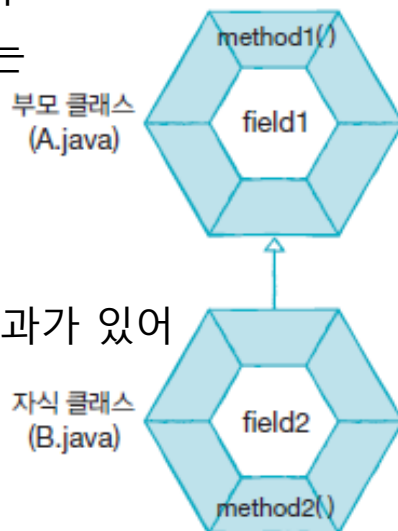 method1( )
는
부모 클래스
(A.java)
field1
과가 있어
자식 클래스
(B.java)
field2
method2( )